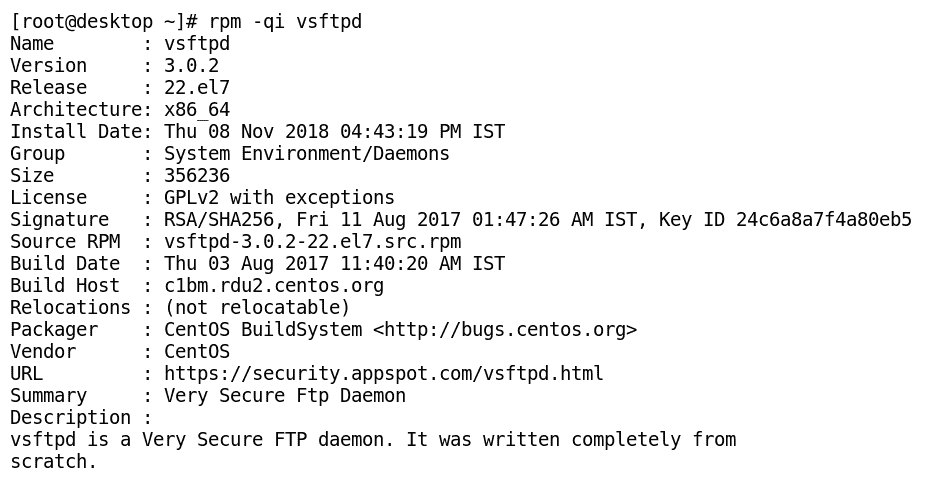 [root@desktop ~]# rpm -qi vsftpd
Name        : vsftpd
Version     : 3.0.2
Release     : 22.el7
Architecture: x86_64
Install Date: Thu 08 Nov 2018 04:43:19 PM IST
Group       : System Environment/Daemons
Size        : 356236
License     : GPLv2 with exceptions
Signature   : RSA/SHA256, Fri 11 Aug 2017 01:47:26 AM IST, Key ID 24c6a8a7f4a80eb5
Source RPM  : vsftpd-3.0.2-22.el7.src.rpm
Build Date  : Thu 03 Aug 2017 11:40:20 AM IST
Build Host  : c1bm.rdu2.centos.org
Relocations : (not relocatable)
Packager    : CentOS BuildSystem <http://bugs.centos.org>
Vendor      : CentOS
URL         : https://security.appspot.com/vsftpd.html
Summary     : Very Secure Ftp Daemon
Description :
vsftpd is a Very Secure FTP daemon. It was written completely from
scratch.